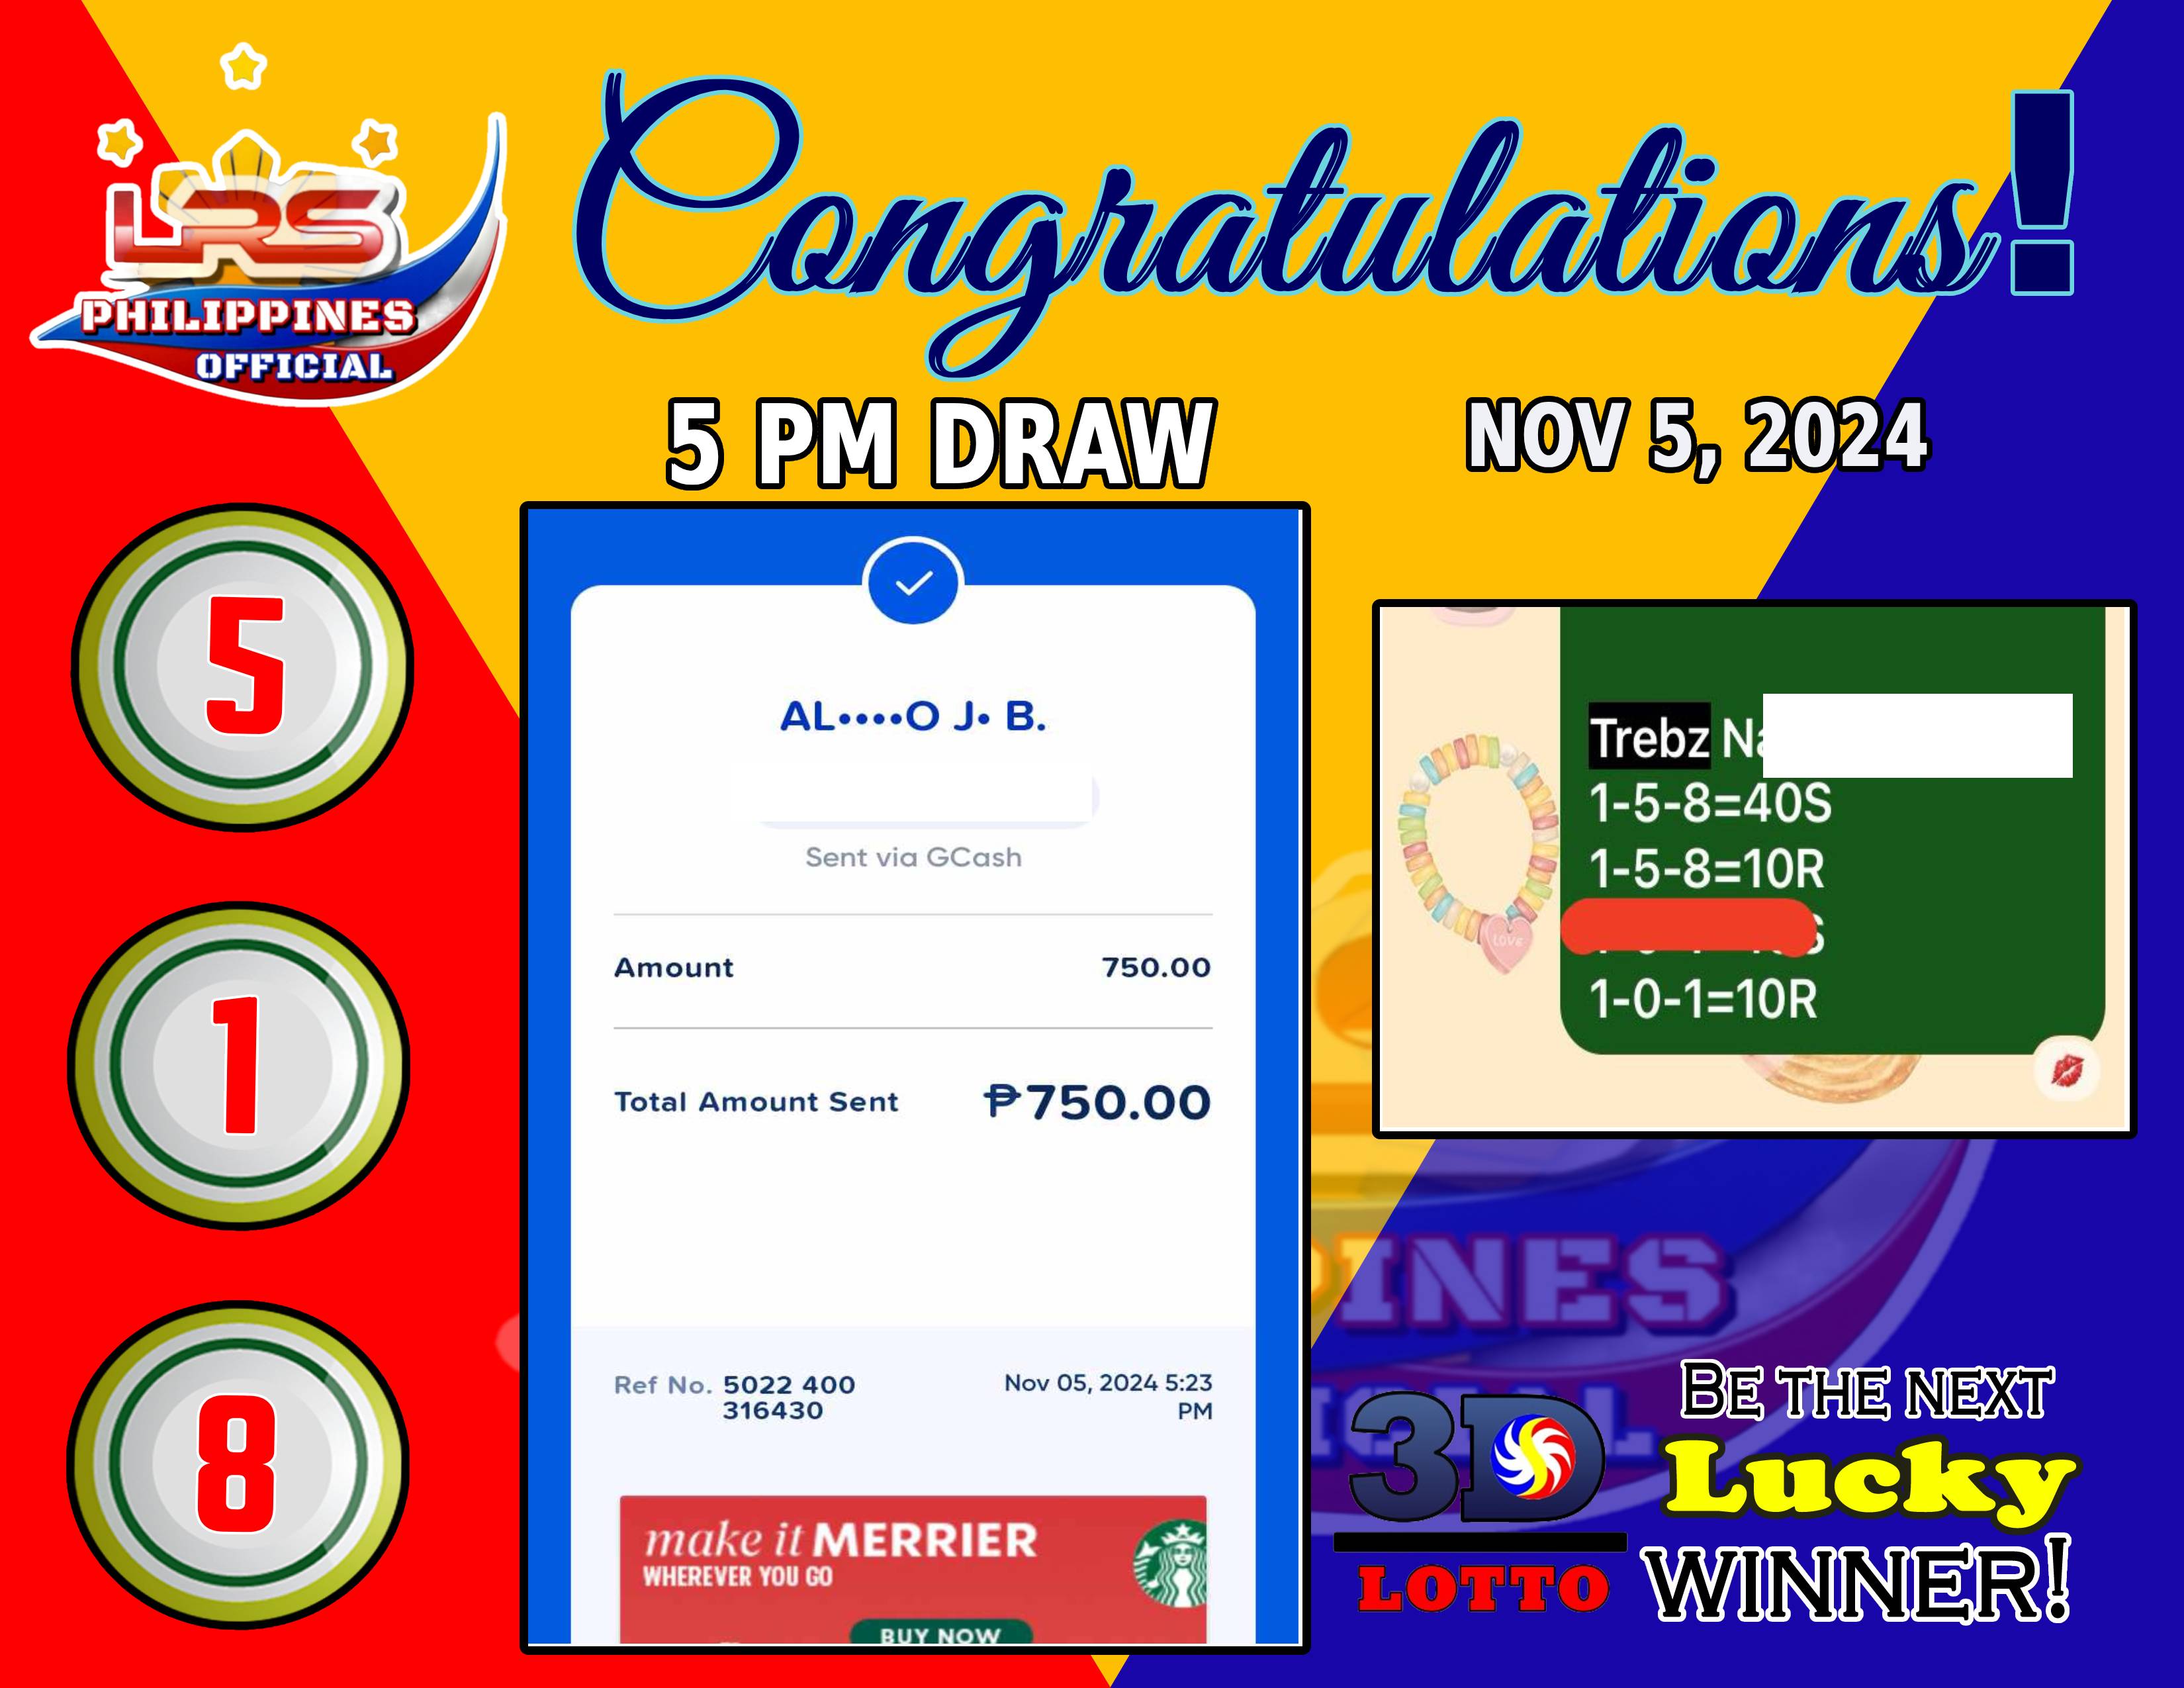 LRS
PHILIPPINES
OFFICIAL
Congratulations!
5 PM DRAW
NOV 5, 2024
5
1
8
AL••••O J• B.
Sent via GCash
Amount 750.00
Total Amount Sent ₱750.00
Ref No. 5022 400
316430
Nov 05, 2024 5:23
PM
make it MERRIER
WHEREVER YOU GO
BUY NOW
Trebz
1-5-8=40S
1-5-8=10R
1-0-1=10R
LOVE
INES
3D
LOTTO
BE THE NEXT
Lucky
WINNER!